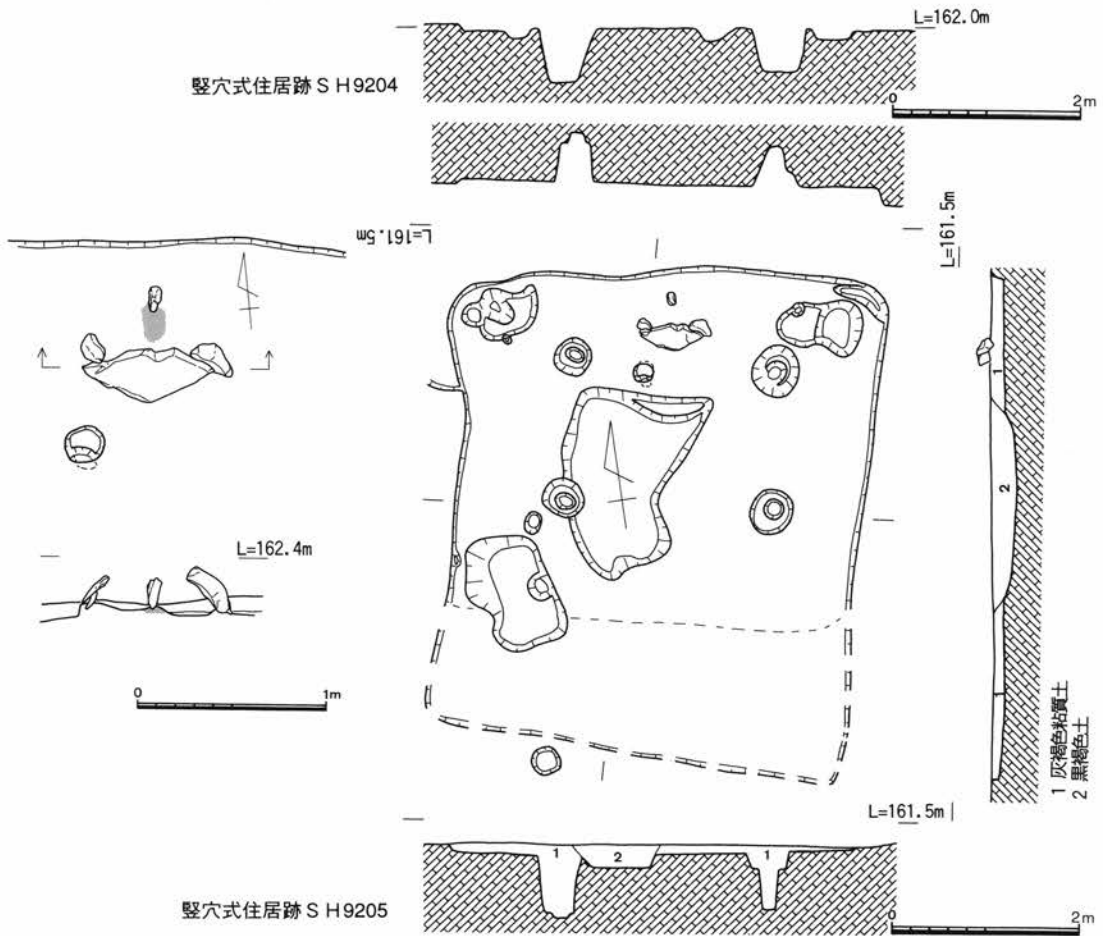 L=162.0m
竪穴式住居跡ＳＨ9204
0 2m
L=161.5m
L=161.5m
1
2
1
L=162.4m
0 1m
1 灰褐色粘質土
2 黒褐色土
L=161.5m
1 2 1
竪穴式住居跡ＳＨ9205
0 2m